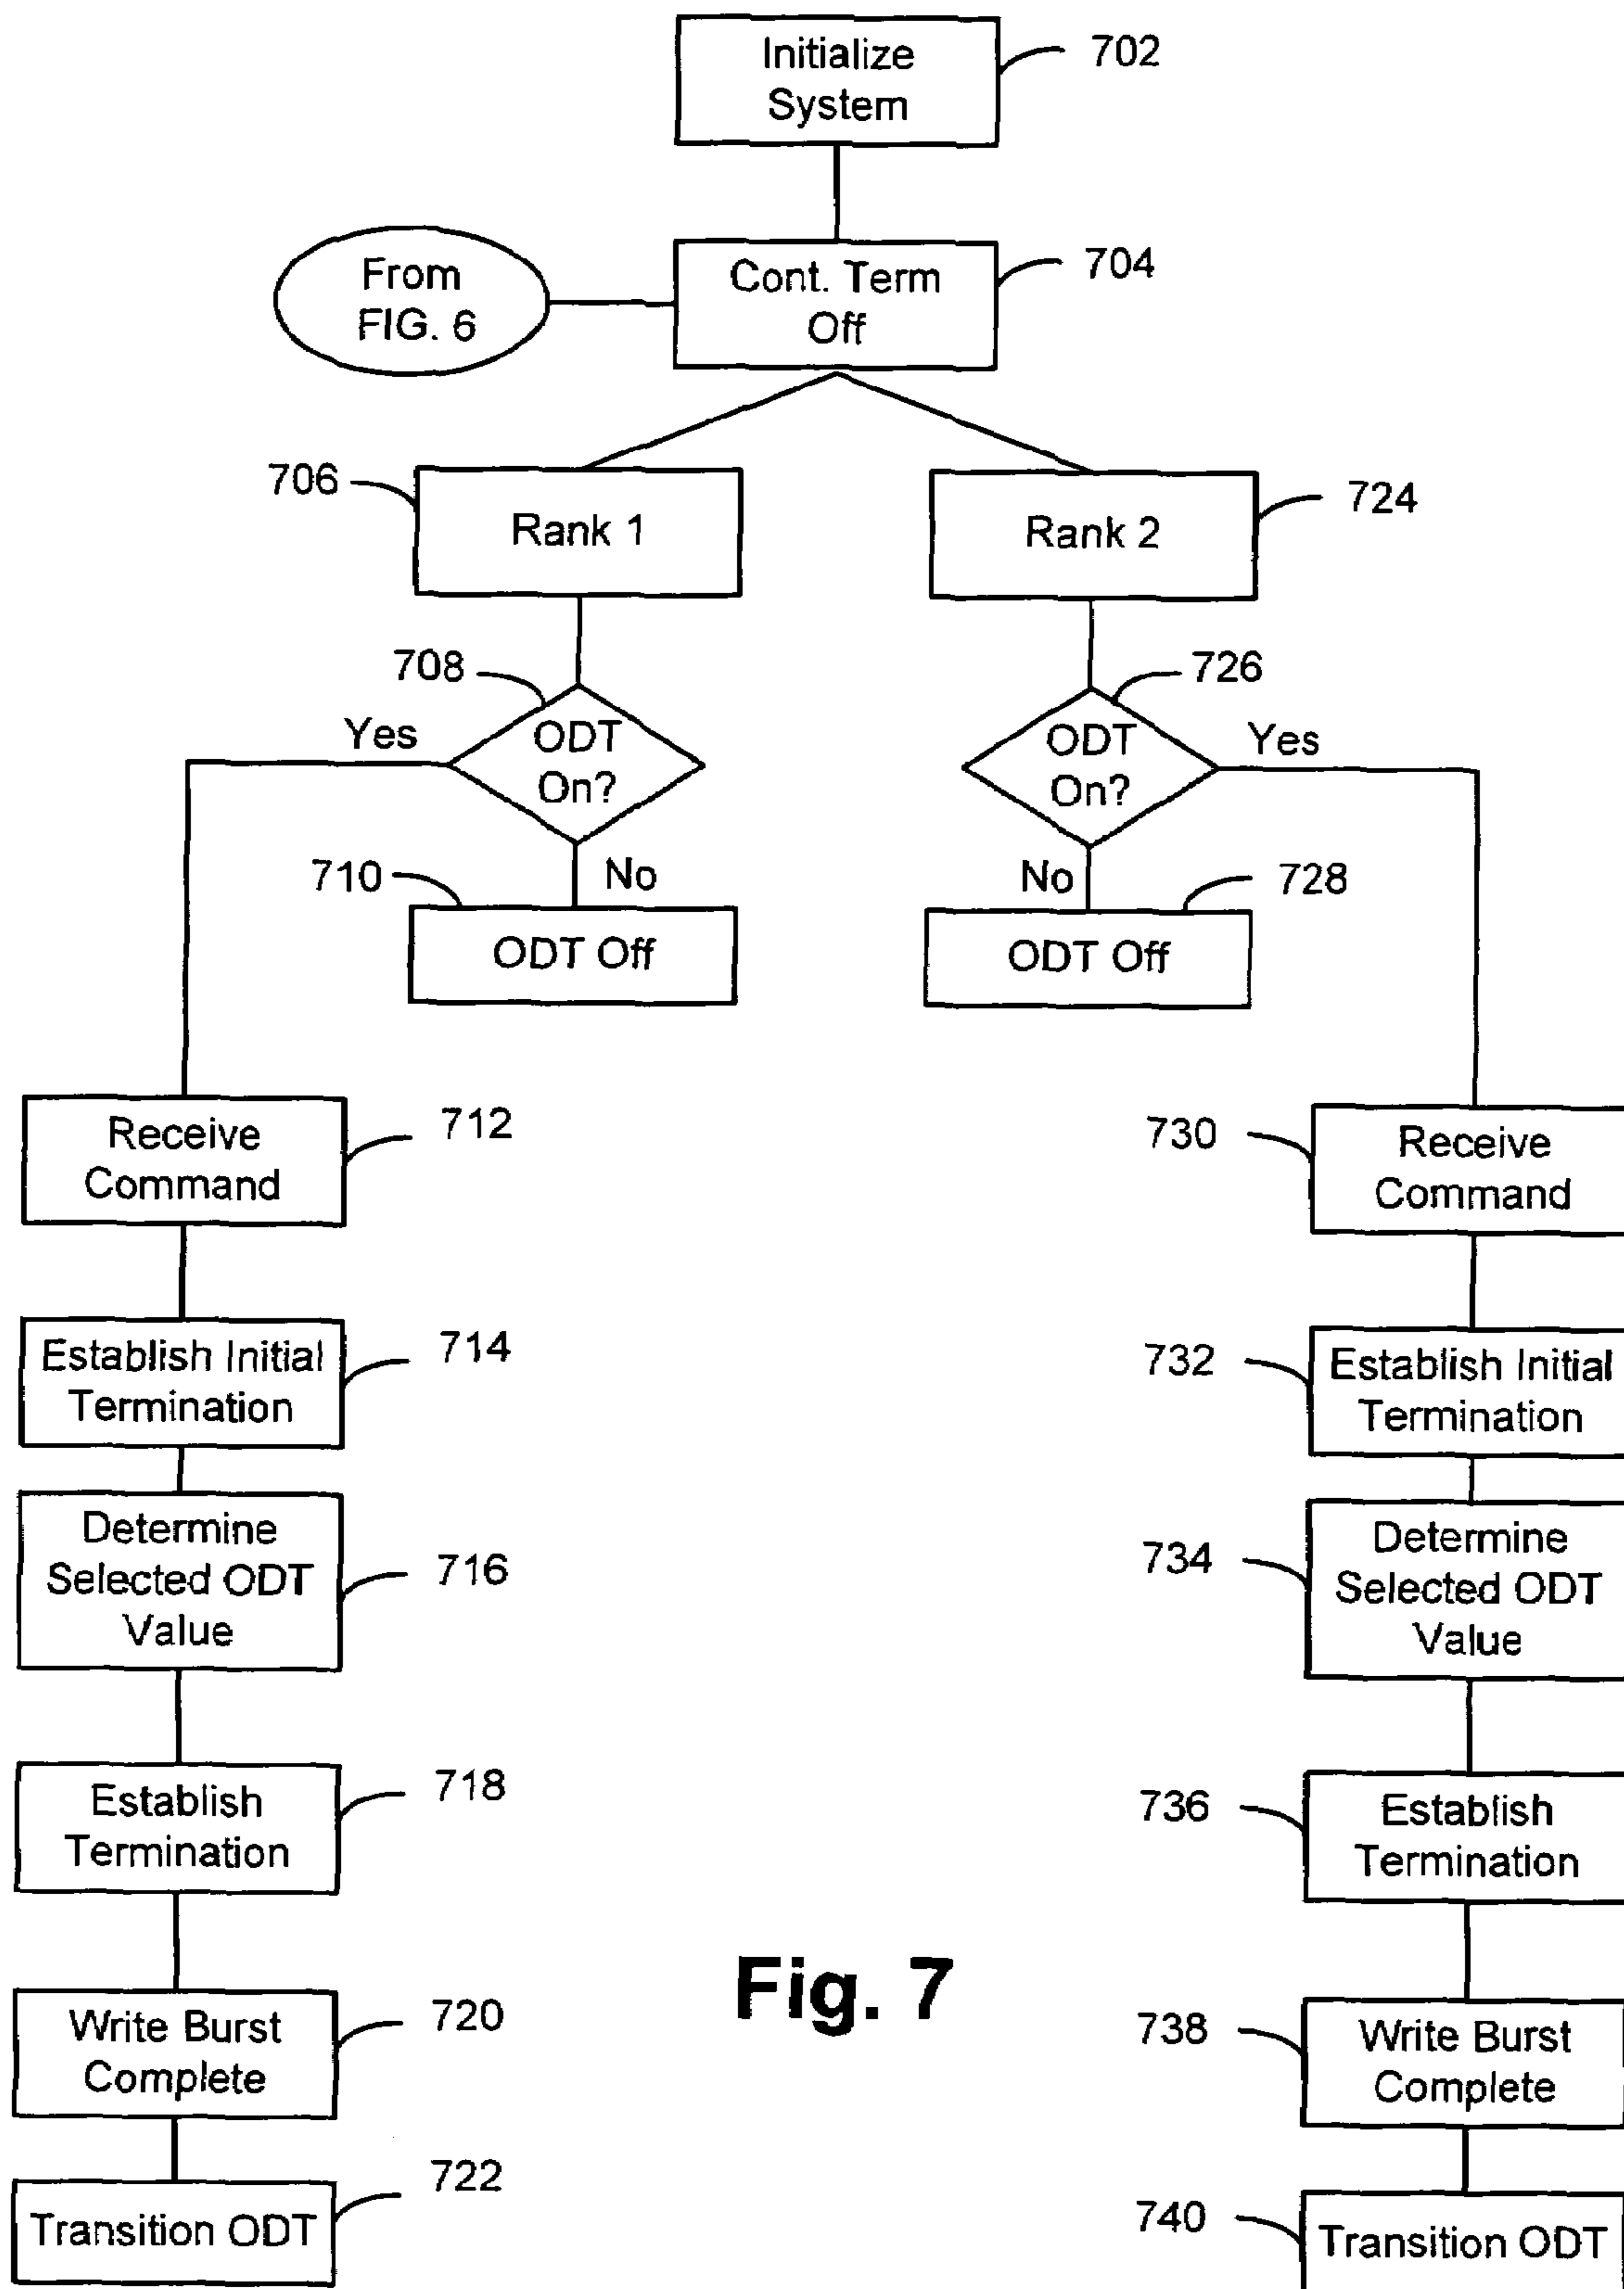 Initialize
System
702
From
FIG. 6
Cont. Term
Off
704
706
Rank 1
Rank 2
724
708
Yes
ODT
On?
No
710
ODT Off
726
ODT
On?
Yes
No
728
ODT Off
Receive
Command
712
Establish Initial
Termination
714
Determine
Selected ODT
Value
716
Establish
Termination
718
Write Burst
Complete
720
Transition ODT
722
730
Receive
Command
732
Establish Initial
Termination
734
Determine
Selected ODT
Value
736
Establish
Termination
738
Write Burst
Complete
740
Transition ODT
Fig. 7